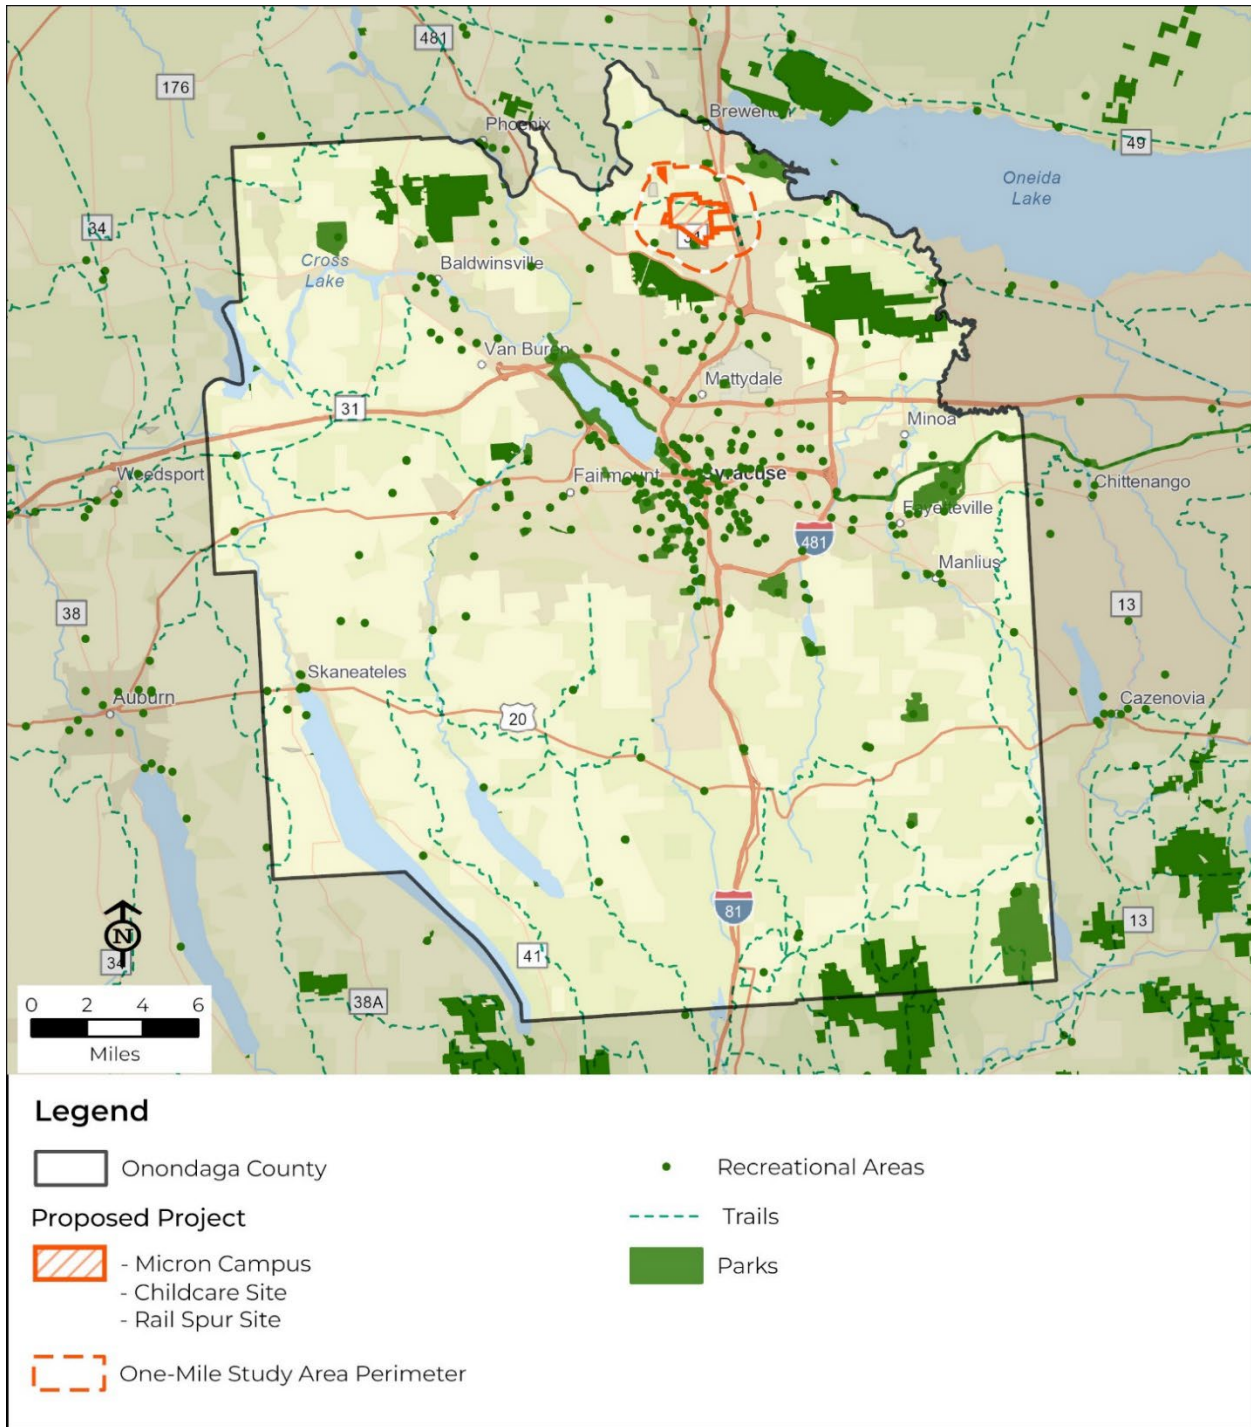 481
176
Phoenix
Brewerton
49
Oneida
Lake
34
31
Cross
Lake
Baldwinsville
Van Buren
Mattydale
31
Minoa
Weedsport
Fairmount
Syracuse
Chittenango
Fayetteville
481
Manlius
38
13
Skaneateles
Auburn
20
Cazenovia
81
13
N
41
34
38A
0 2 4 6
Miles
Legend
Onondaga County
Recreational Areas
Proposed Project
Trails
- Micron Campus
Parks
- Childcare Site
- Rail Spur Site
One-Mile Study Area Perimeter